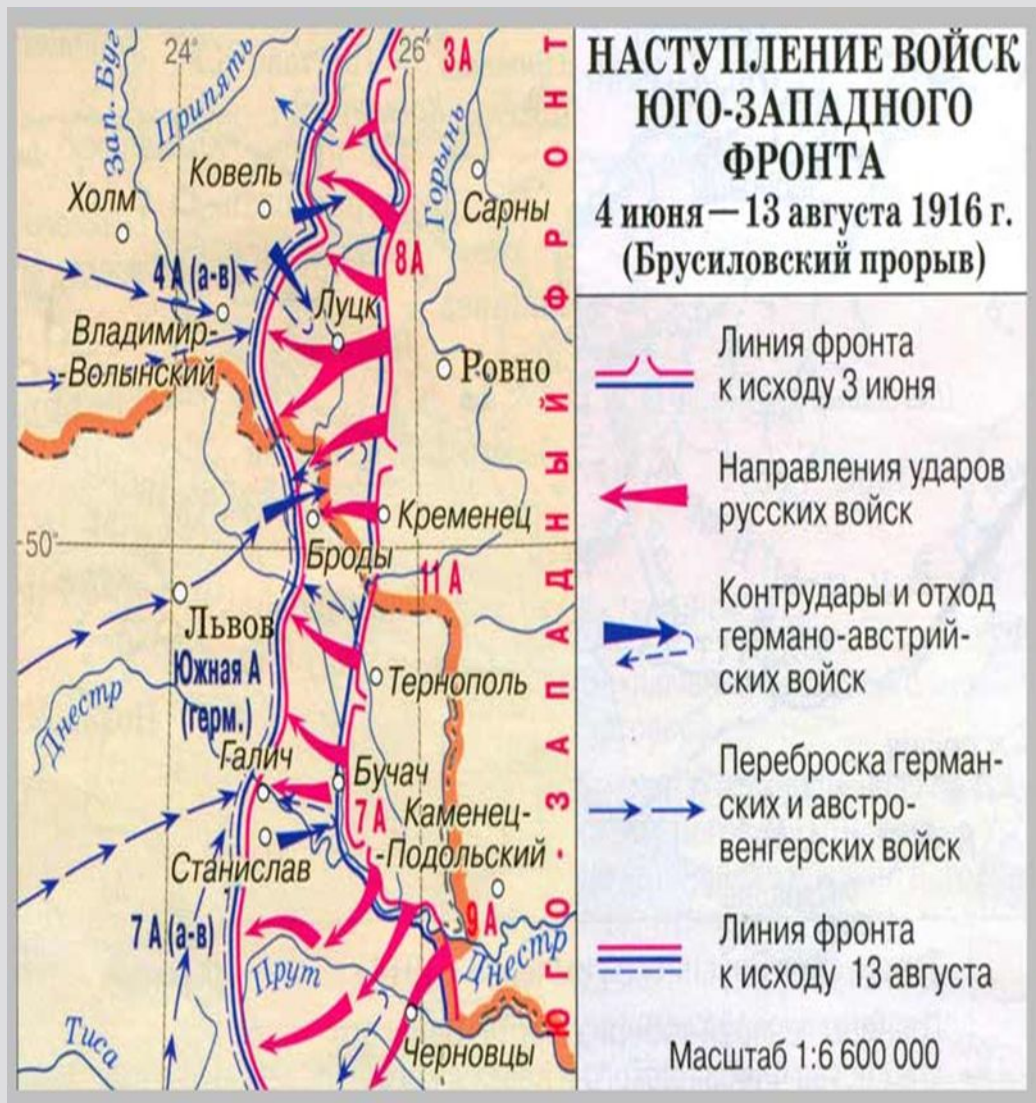 24°
26°
3А
Зап. Буг
Припять
Горынь
Ковель
Холм
Сарны
4 А (а-в)
8А
Луцк
Владимир-
-Волынский
Ровно
50°
Кременец
Броды
11 А
Львов
Южная А
(герм.)
Тернополь
Днестр
Галич
Бучач
7 А
Каменец-
-Подольский
Станислав
7 А (а-в)
9 А
Днестр
Прут
Тиса
Черновцы
ЮГО-ЗАПАДНЫЙ ФРОНТ
НАСТУПЛЕНИЕ ВОЙСК
ЮГО-ЗАПАДНОГО
ФРОНТА
4 июня — 13 августа 1916 г.
(Брусиловский прорыв)
Линия фронта
к исходу 3 июня
Направления ударов
русских войск
Контрудары и отход
германо-австрий-
ских войск
Переброска герман-
ских и австро-
венгерских войск
Линия фронта
к исходу 13 августа
Масштаб 1:6 600 000